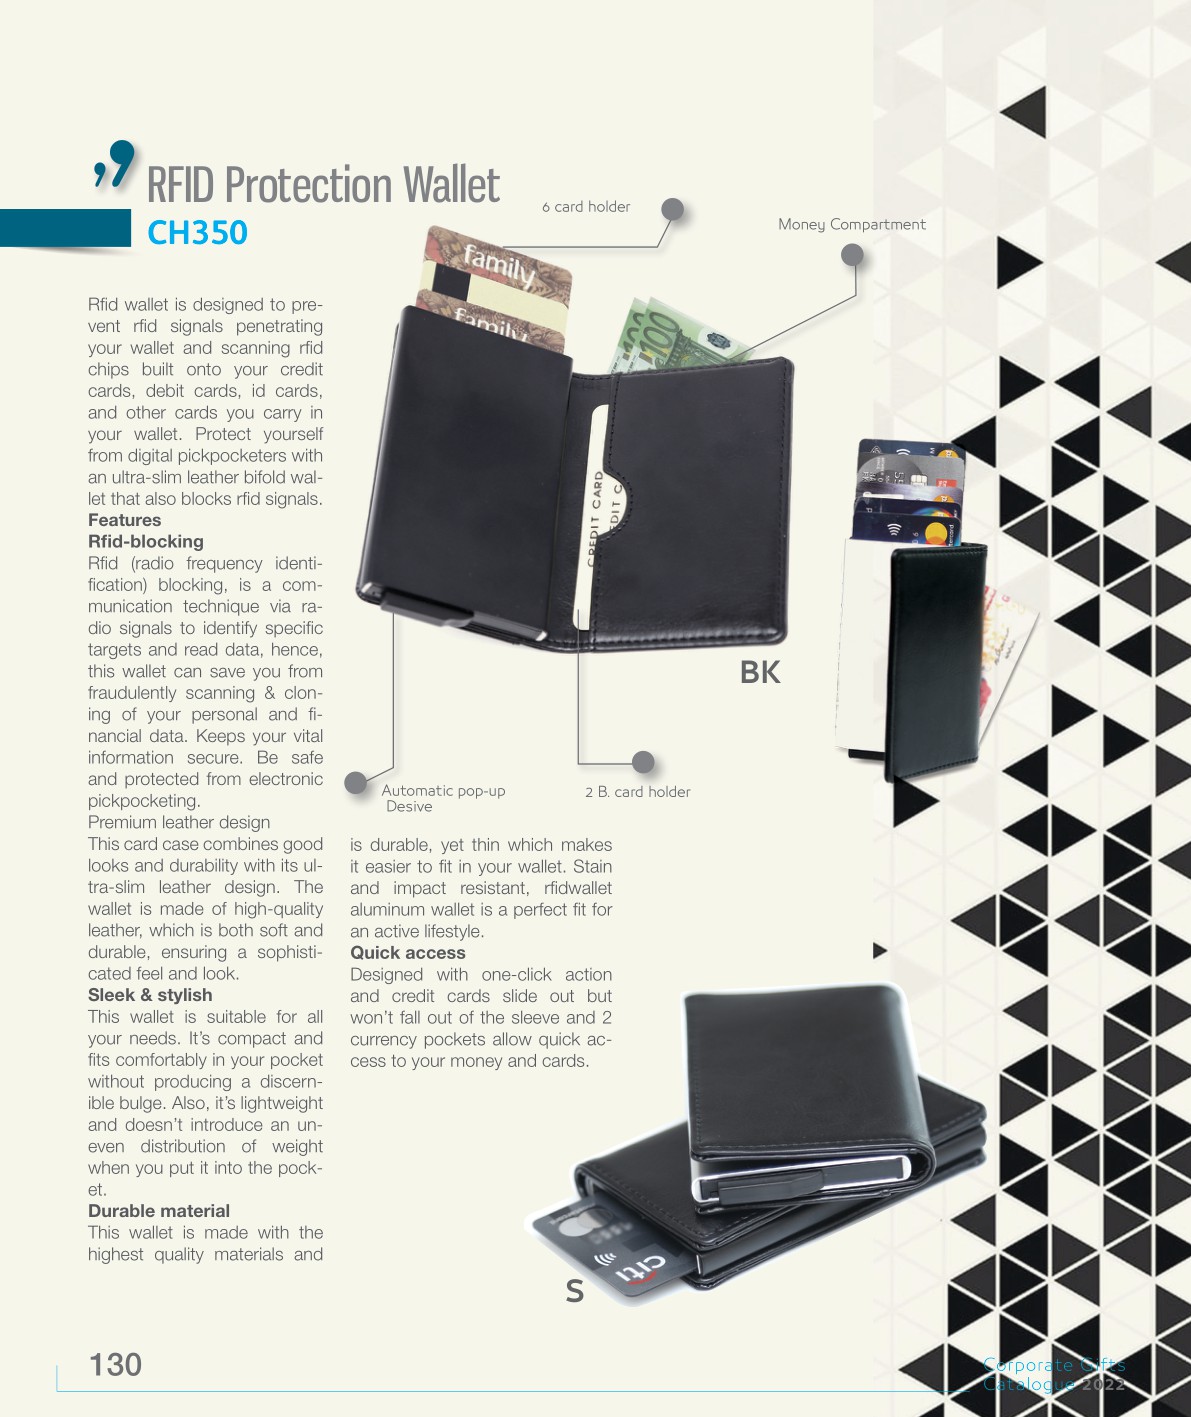 RFID Protection Wallet
CH350
6 card holder
Money Compartment
family
family
100
CREDIT CARD
EDIT C
BK
Automatic pop-up
Desive
2 B. card holder
Rfid wallet is designed to pre-
vent rfid signals penetrating
your wallet and scanning rfid
chips built onto your credit
cards, debit cards, id cards,
and other cards you carry in
your wallet. Protect yourself
from digital pickpocketers with
an ultra-slim leather bifold wal-
let that also blocks rfid signals.
Features
Rfid-blocking
Rfid (radio frequency identi-
fication) blocking, is a com-
munication technique via ra-
dio signals to identify specific
targets and read data, hence,
this wallet can save you from
fraudulently scanning & clon-
ing of your personal and fi-
nancial data. Keeps your vital
information secure. Be safe
and protected from electronic
pickpocketing.
Premium leather design
This card case combines good
looks and durability with its ul-
tra-slim leather design. The
wallet is made of high-quality
leather, which is both soft and
durable, ensuring a sophisti-
cated feel and look.
Sleek & stylish
This wallet is suitable for all
your needs. It’s compact and
fits comfortably in your pocket
without producing a discern-
ible bulge. Also, it’s lightweight
and doesn’t introduce an un-
even distribution of weight
when you put it into the pock-
et.
Durable material
This wallet is made with the
highest quality materials and
is durable, yet thin which makes
it easier to fit in your wallet. Stain
and impact resistant, rfidwallet
aluminum wallet is a perfect fit for
an active lifestyle.
Quick access
Designed with one-click action
and credit cards slide out but
won’t fall out of the sleeve and 2
currency pockets allow quick ac-
cess to your money and cards.
citi
S
130
Corporate Gifts
Catalogue 2022